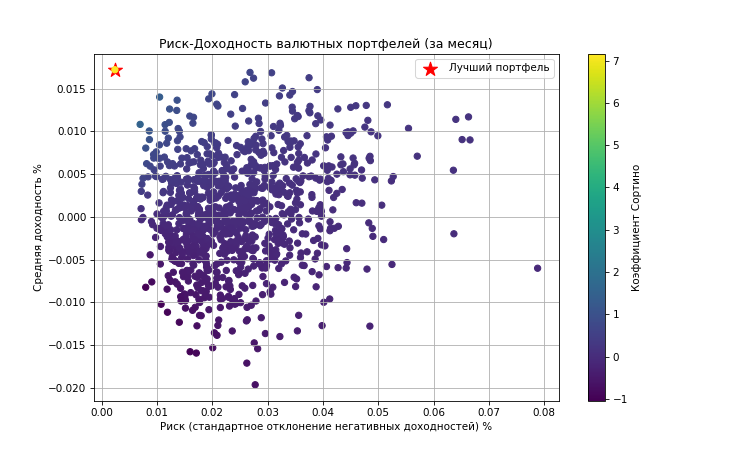 Риск-Доходность валютных портфелей (за месяц)
Лучший портфель
Средняя доходность %
0.015
0.010
0.005
0.000
−0.005
−0.010
−0.015
−0.020
0.00 0.01 0.02 0.03 0.04 0.05 0.06 0.07 0.08
Риск (стандартное отклонение негативных доходностей) %
7
6
5
4
3
2
1
0
−1
Коэффициент Сортино